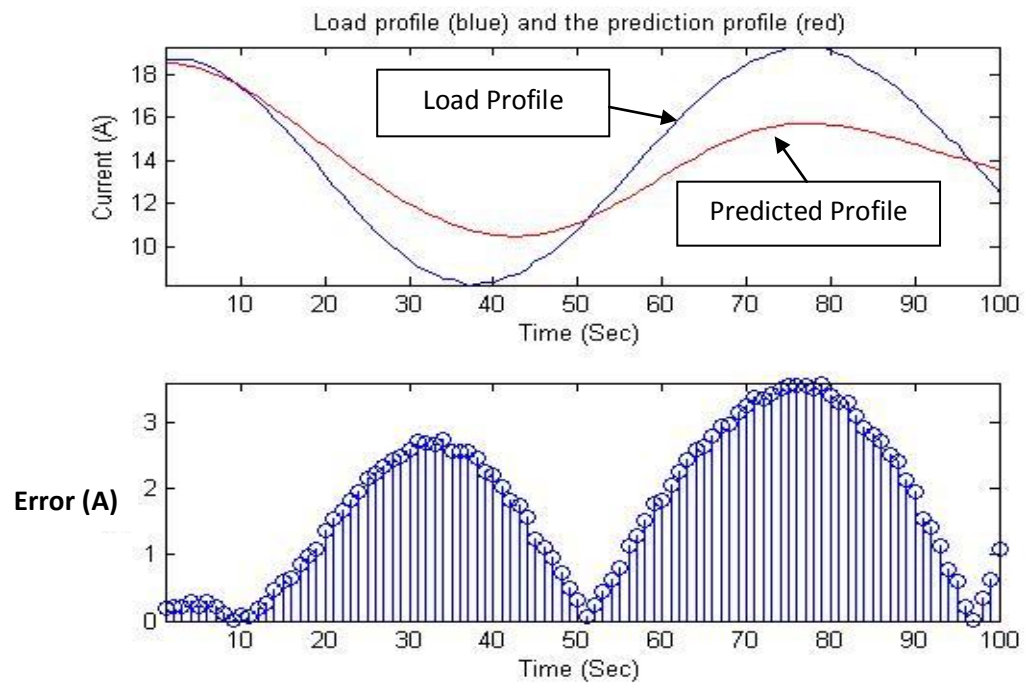 Load profile (blue) and the prediction profile (red)
18
16
14
12
10
Current (A)
Load Profile
Predicted Profile
10 20 30 40 50 60 70 80 90 100
Time (Sec)
3
2
1
0
Error (A)
10 20 30 40 50 60 70 80 90 100
Time (Sec)